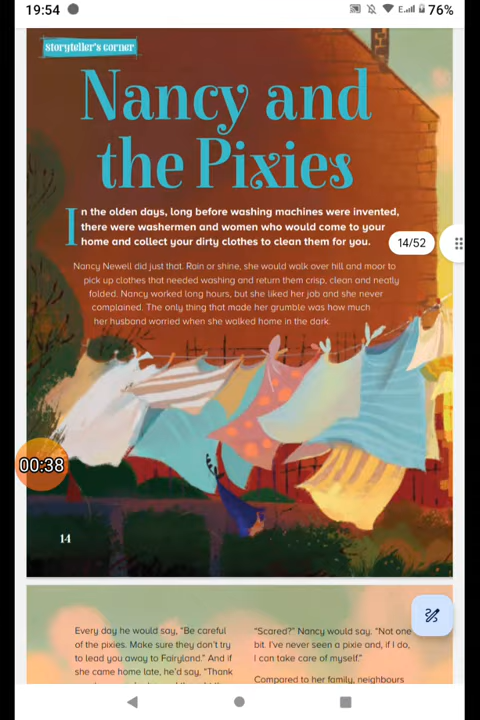 19:54
76%
storyteller's corner
Nancy and
the Pixies
In the olden days, long before washing machines were invented,
there were washermen and women who would come to your
home and collect your dirty clothes to clean them for you.
14/52
Nancy Newell did just that. Rain or shine, she would walk over hill and moor to
pick up clothes that needed washing and return them crisp, clean and neatly
folded. Nancy worked long hours, but she liked her job and she never
complained. The only thing that made her grumble was how much
her husband worried when she walked home in the dark.
00:38
14
Every day he would say, "Be careful
of the pixies. Make sure they don't try
to lead you away to Fairyland." And if
she came home late, he'd say, "Thank
"Scared?" Nancy would say. "Not one
bit. I've never seen a pixie and, if I do,
I can take care of myself."
Compared to her family, neighbours